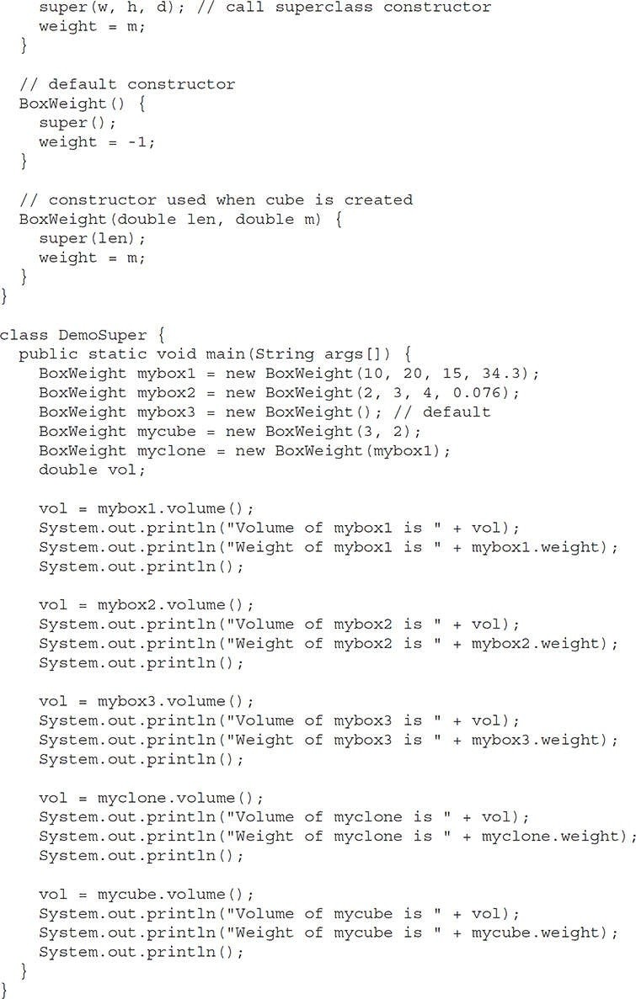 super(w, h, d); // call superclass constructor
    weight = m;
  }

  // default constructor
  BoxWeight() {
    super();
    weight = -1;
  }

  // constructor used when cube is created
  BoxWeight(double len, double m) {
    super(len);
    weight = m;
  }
}

class DemoSuper {
  public static void main(String args[]) {
    BoxWeight mybox1 = new BoxWeight(10, 20, 15, 34.3);
    BoxWeight mybox2 = new BoxWeight(2, 3, 4, 0.076);
    BoxWeight mybox3 = new BoxWeight(); // default
    BoxWeight mycube = new BoxWeight(3, 2);
    BoxWeight myclone = new BoxWeight(mybox1);
    double vol;

    vol = mybox1.volume();
    System.out.println("Volume of mybox1 is " + vol);
    System.out.println("Weight of mybox1 is " + mybox1.weight);
    System.out.println();

    vol = mybox2.volume();
    System.out.println("Volume of mybox2 is " + vol);
    System.out.println("Weight of mybox2 is " + mybox2.weight);
    System.out.println();

    vol = mybox3.volume();
    System.out.println("Volume of mybox3 is " + vol);
    System.out.println("Weight of mybox3 is " + mybox3.weight);
    System.out.println();

    vol = myclone.volume();
    System.out.println("Volume of myclone is " + vol);
    System.out.println("Weight of myclone is " + myclone.weight);
    System.out.println();

    vol = mycube.volume();
    System.out.println("Volume of mycube is " + vol);
    System.out.println("Weight of mycube is " + mycube.weight);
    System.out.println();
  }
}